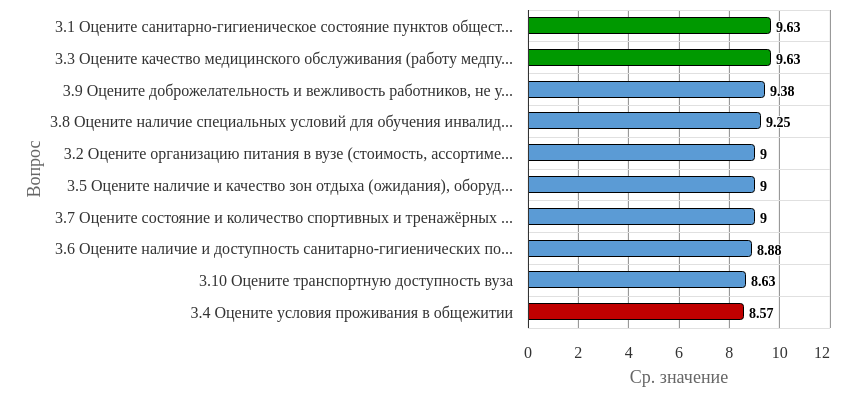 3.1 Оцените санитарно-гигиеническое состояние пунктов общест... 9.63
3.3 Оцените качество медицинского обслуживания (работу медпу... 9.63
3.9 Оцените доброжелательность и вежливость работников, не у... 9.38
3.8 Оцените наличие специальных условий для обучения инвалид... 9.25
3.2 Оцените организацию питания в вузе (стоимость, ассортиме... 9
3.5 Оцените наличие и качество зон отдыха (ожидания), оборуд... 9
3.7 Оцените состояние и количество спортивных и тренажёрных ... 9
3.6 Оцените наличие и доступность санитарно-гигиенических по... 8.88
3.10 Оцените транспортную доступность вуза 8.63
3.4 Оцените условия проживания в общежитии 8.57
Вопрос
0 2 4 6 8 10 12
Ср. значение